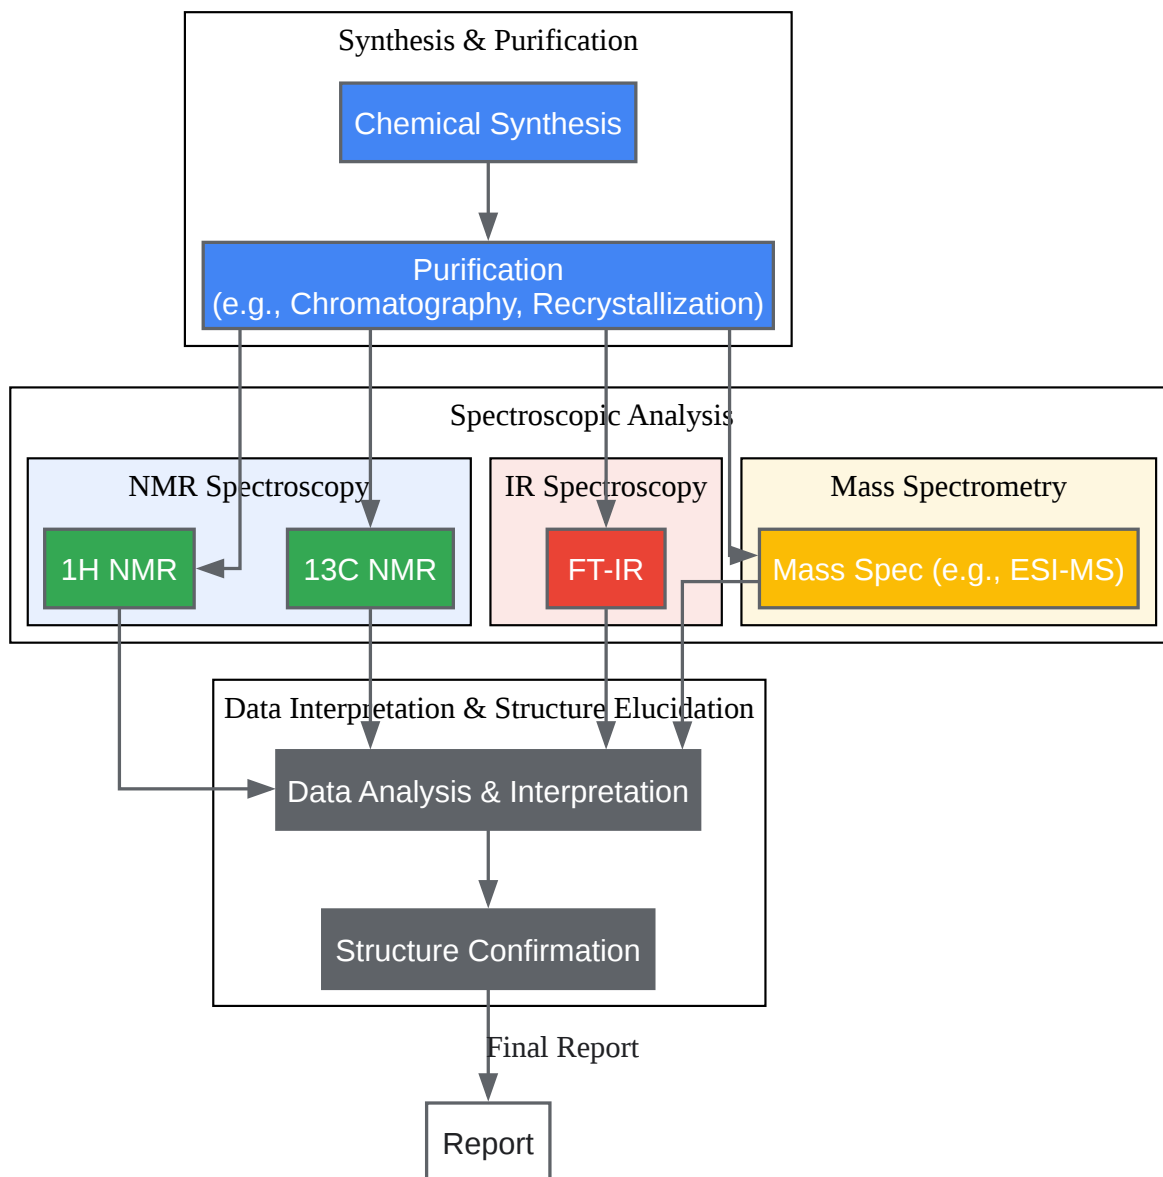 Synthesis & Purification
Chemical Synthesis
Purification
(e.g., Chromatography, Recrystallization)
Spectroscopic Analysis
NMR Spectroscopy
IR Spectroscopy
Mass Spectrometry
1H NMR
13C NMR
FT-IR
Mass Spec (e.g., ESI-MS)
Data Interpretation & Structure Elucidation
Data Analysis & Interpretation
Structure Confirmation
Final Report
Report